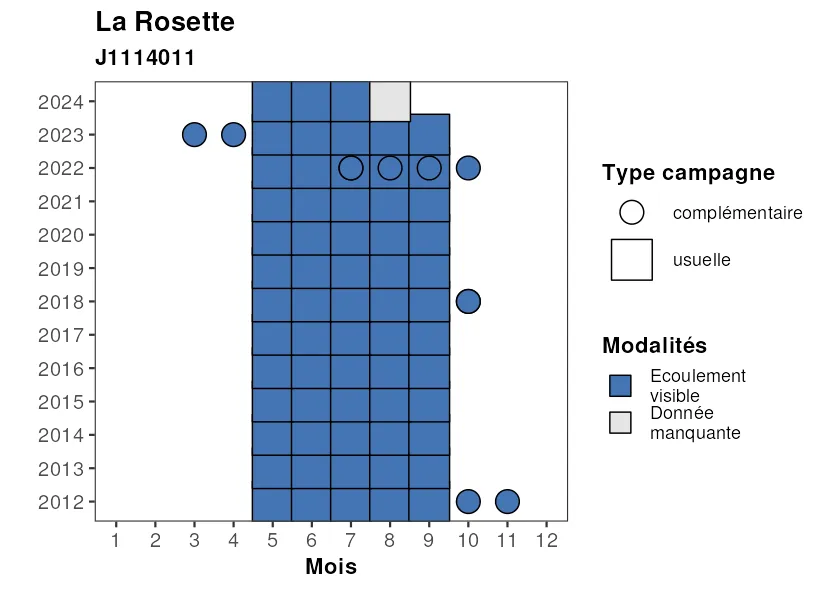 La Rosette
J1114011
2024
2023
2022
2021
2020
2019
2018
2017
2016
2015
2014
2013
2012
1 2 3 4 5 6 7 8 9 10 11 12
Mois
Type campagne
complémentaire
usuelle
Modalités
Ecoulement
visible
Donnée
manquante